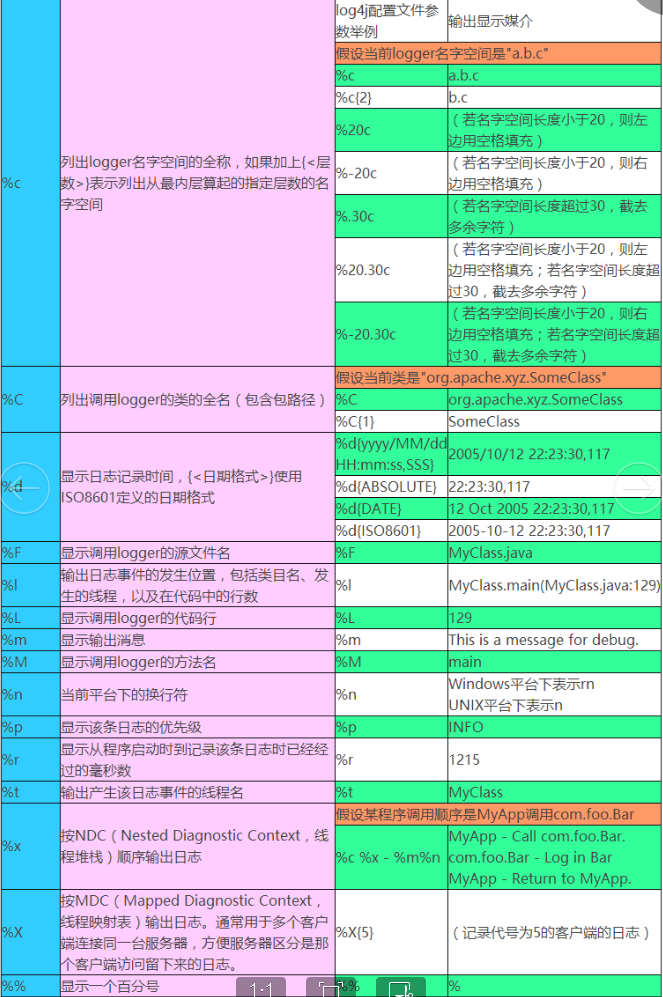 log4j配置文件参
数举例
输出显示媒介
%c
列出logger名字空间的全称，如果加上{<层
数>}表示列出从最内层算起的指定层数的名
字空间
假设当前logger名字空间是"a.b.c"
%c
a.b.c
%c{2}
b.c
%20c
（若名字空间长度小于20，则左
边用空格填充）
%-20c
（若名字空间长度小于20，则右
边用空格填充）
%.30c
（若名字空间长度超过30，截去
多余字符）
%20.30c
（若名字空间长度小于20，则左
边用空格填充；若名字空间长度超
过30，截去多余字符）
%-20.30c
（若名字空间长度小于20，则右
边用空格填充；若名字空间长度超
过30，截去多余字符）
%C
列出调用logger的类的全名（包含包路径）
假设当前类是"org.apache.xyz.SomeClass"
%C
org.apache.xyz.SomeClass
%C{1}
SomeClass
%d
显示日志记录时间，{<日期格式>}使用
ISO8601定义的日期格式
%d{yyyy/MM/dd
HH:mm:ss,SSS}
2005/10/12 22:23:30,117
%d{ABSOLUTE}
22:23:30,117
%d{DATE}
12 Oct 2005 22:23:30,117
%d{ISO8601}
2005-10-12 22:23:30,117
%F
显示调用logger的源文件名
%F
MyClass.java
%l
输出日志事件的发生位置，包括类目名、发
生的线程，以及在代码中的行数
%l
MyClass.main(MyClass.java:129)
%L
显示调用logger的代码行
%L
129
%m
显示输出消息
%m
This is a message for debug.
%M
显示调用logger的方法名
%M
main
%n
当前平台下的换行符
%n
Windows平台下表示rn
UNIX平台下表示n
%p
显示该条日志的优先级
%p
INFO
%r
显示从程序启动时到记录该条日志时已经经
过的毫秒数
%r
1215
%t
输出产生该日志事件的线程名
%t
MyClass
%x
按NDC（Nested Diagnostic Context，线
程堆栈）顺序输出日志
假设某程序调用顺序是MyApp调用com.foo.Bar
%c %x - %m%n
MyApp - Call com.foo.Bar.
com.foo.Bar - Log in Bar
MyApp - Return to MyApp.
%X
按MDC（Mapped Diagnostic Context，
线程映射表）输出日志。通常用于多个客户
端连接同一台服务器，方便服务器区分是那
个客户端访问留下来的日志。
%X{5}
（记录代号为5的客户端的日志）
%%
显示一个百分号
%%
%
1:1